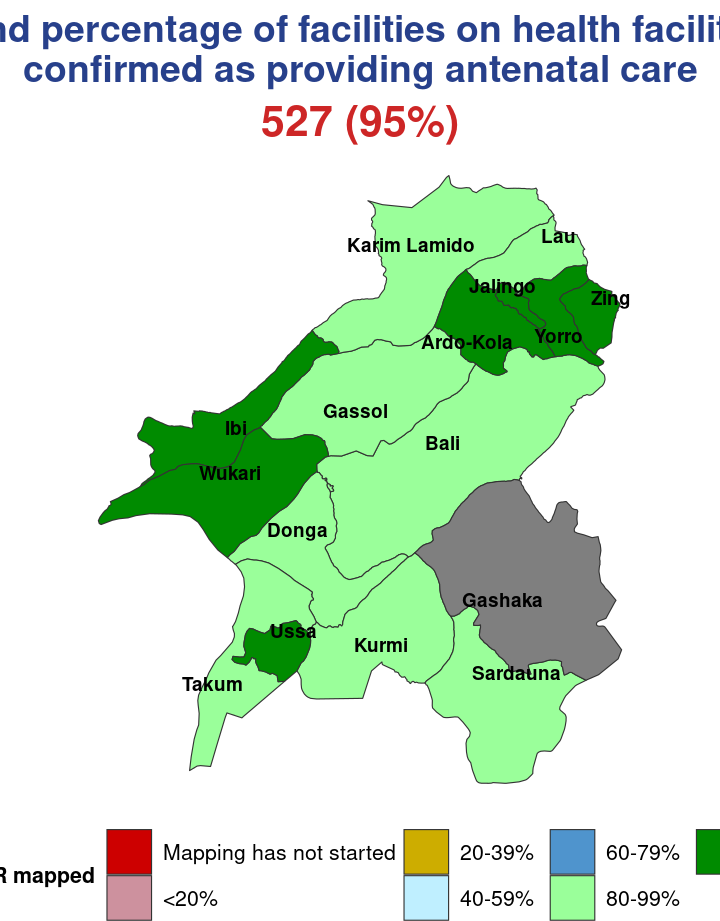 nd percentage of facilities on health facilit
confirmed as providing antenatal care
527 (95%)
Karim Lamido
Lau
Jalingo
Zing
Ardo-Kola
Yorro
Gassol
Ibi
Bali
Wukari
Donga
Gashaka
Ussa
Kurmi
Sardauna
Takum
R mapped
Mapping has not started
20-39%
60-79%
<20%
40-59%
80-99%